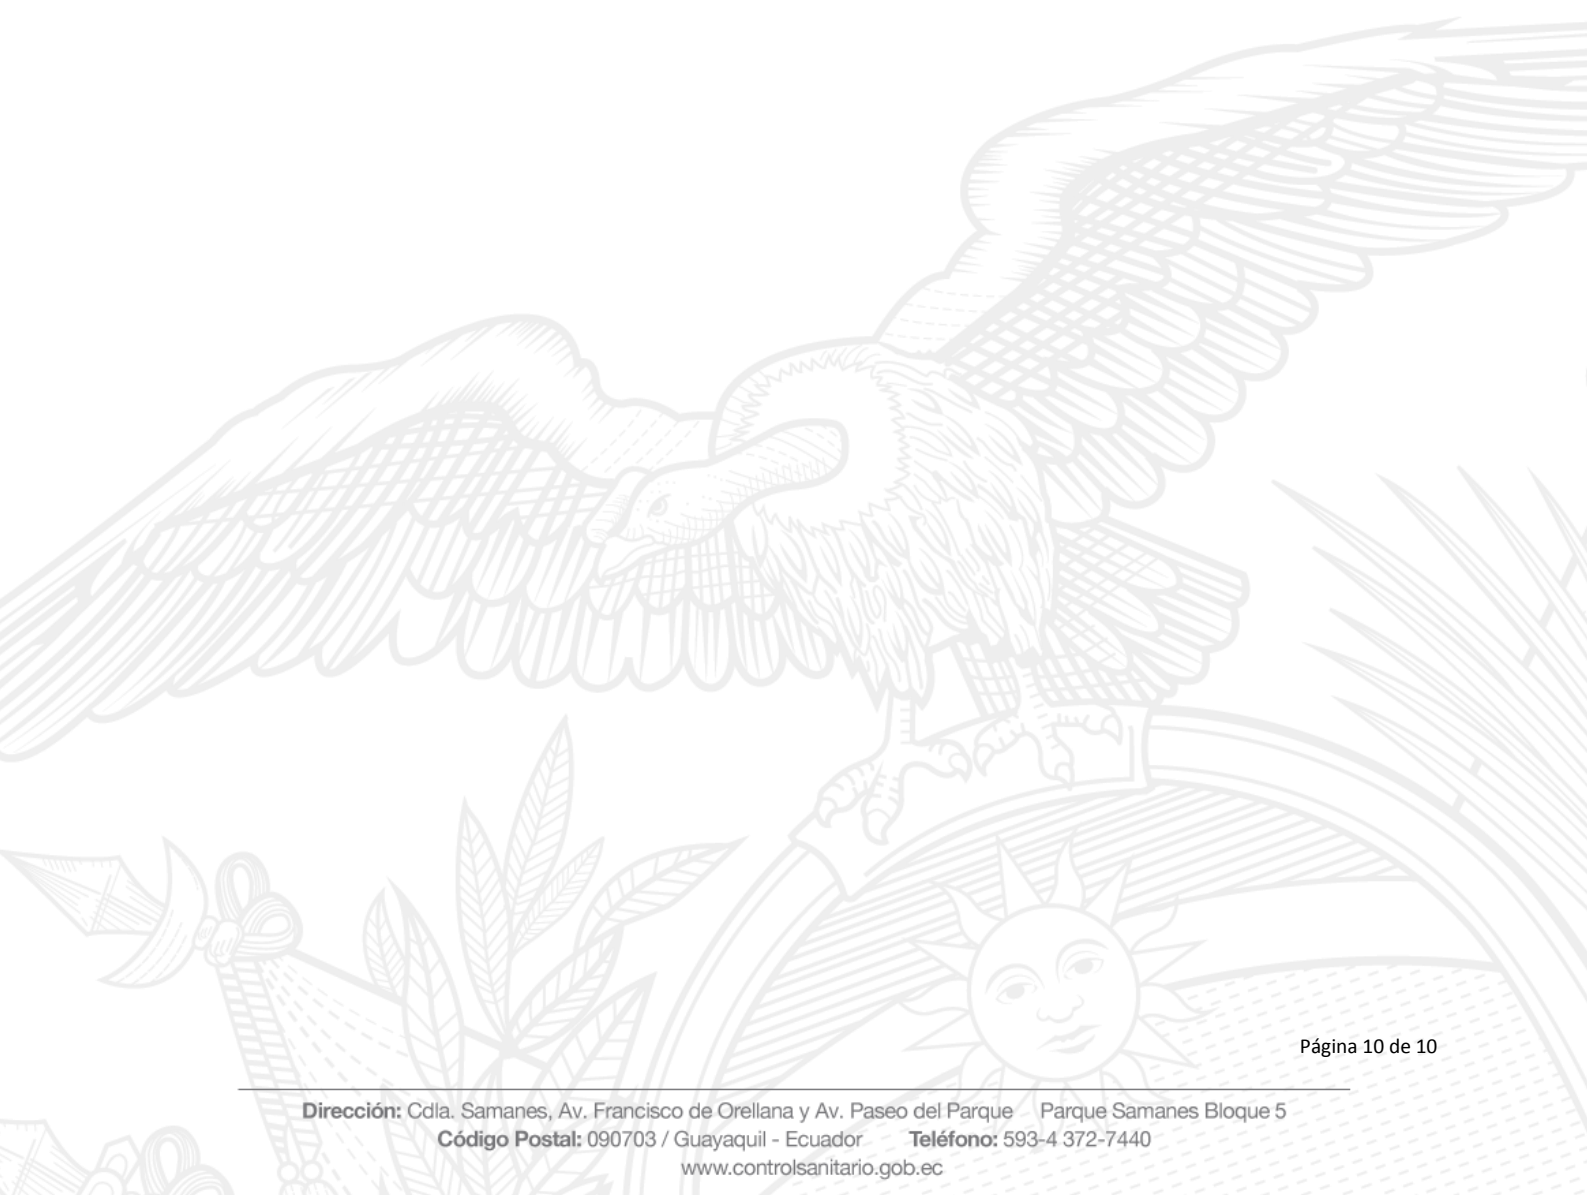 Página 10 de 10
Dirección: Cdla. Samanes, Av. Francisco de Orellana y Av. Paseo del Parque Parque Samanes Bloque 5
Código Postal: 090703 / Guayaquil - Ecuador Teléfono: 593-4 372-7440
www.controlsanitario.gob.ec